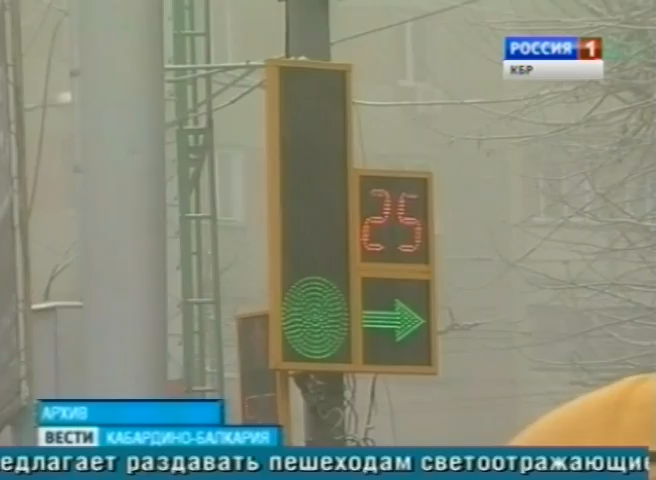 РОССИЯ 1
КБР
25
АРХИВ
ВЕСТИ КАБАРДИНО-БАЛКАРИЯ
едлагает раздавать пешеходам светоотражающи